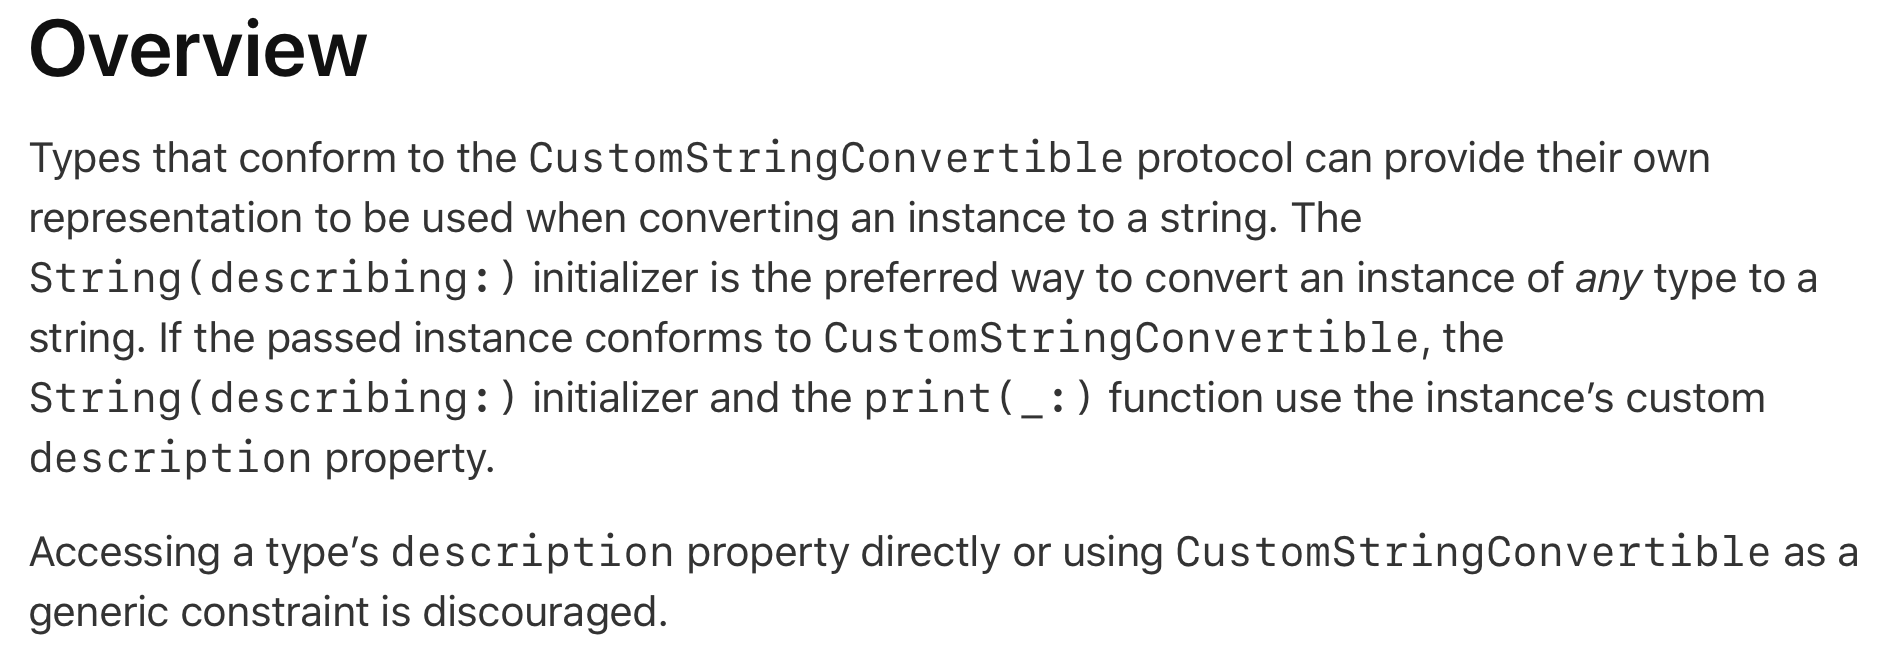 Overview
Types that conform to the CustomStringConvertible protocol can provide their own
representation to be used when converting an instance to a string. The
String(describing:) initializer is the preferred way to convert an instance of any type to a
string. If the passed instance conforms to CustomStringConvertible, the
String(describing:) initializer and the print(_:) function use the instance’s custom
description property.
Accessing a type’s description property directly or using CustomStringConvertible as a
generic constraint is discouraged.